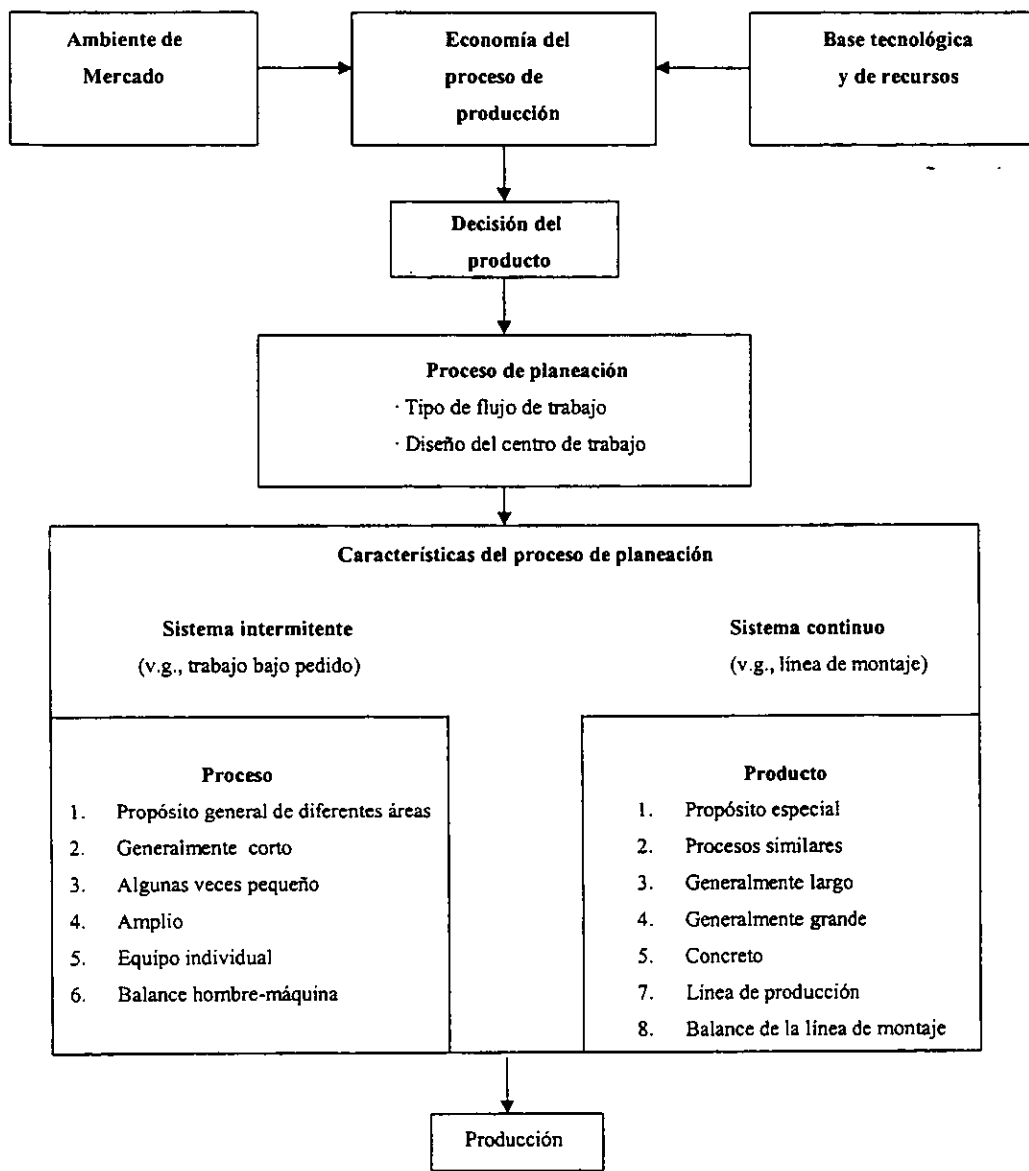 Ambiente de
Mercado
Economía del
proceso de
producción
Base tecnológica
y de recursos
Decisión del
producto
Proceso de planeación
· Tipo de flujo de trabajo
· Diseño del centro de trabajo
Características del proceso de planeación
Sistema intermitente
(v.g., trabajo bajo pedido)
Sistema continuo
(v.g., línea de montaje)
Proceso
1. Propósito general de diferentes áreas
2. Generalmente corto
3. Algunas veces pequeño
4. Amplio
5. Equipo individual
6. Balance hombre-máquina
Producto
1. Propósito especial
2. Procesos similares
3. Generalmente largo
4. Generalmente grande
5. Concreto
7. Línea de producción
8. Balance de la línea de montaje
Producción